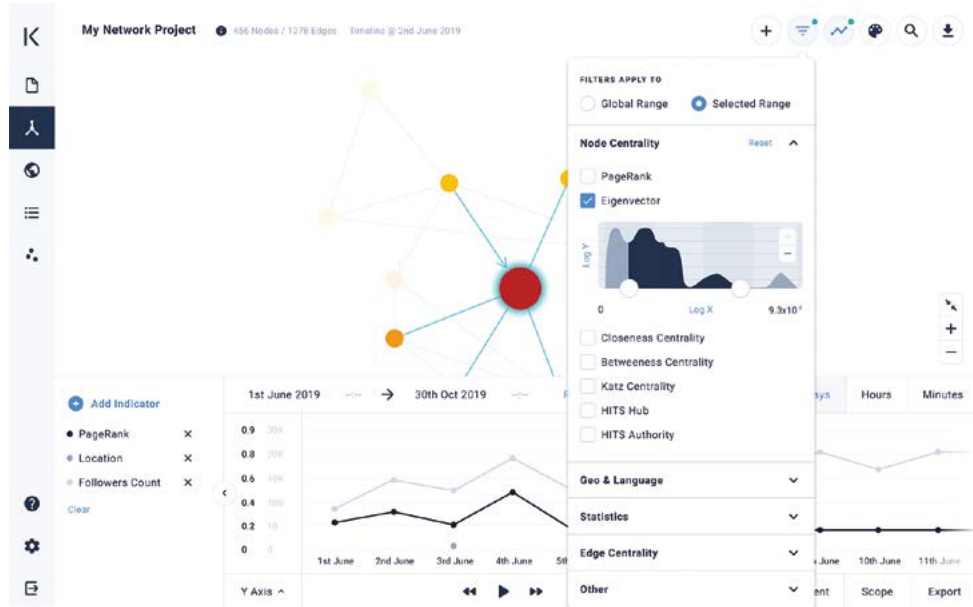 My Network Project
456 Nodes / 1278 Edges
Timeline @ 2nd June 2019
FILTERS APPLY TO
Global Range
Selected Range
Node Centrality
Reset
PageRank
Eigenvector
Log Y
0
Log X
Closeness Centrality
Betweeness Centrality
Katz Centrality
HITS Hub
HITS Authority
Geo & Language
Statistics
Edge Centrality
Other
Add Indicator
PageRank
Location
Followers Count
Clear
1st June 2019
30th Oct 2019
Hours
Minutes
0.9 30K
0.8 20K
0.6 10K
0.4 100
0.2 10
0 0
1st June
2nd June
3rd June
4th June
10th June
11th June
Y Axis
Scope
Export